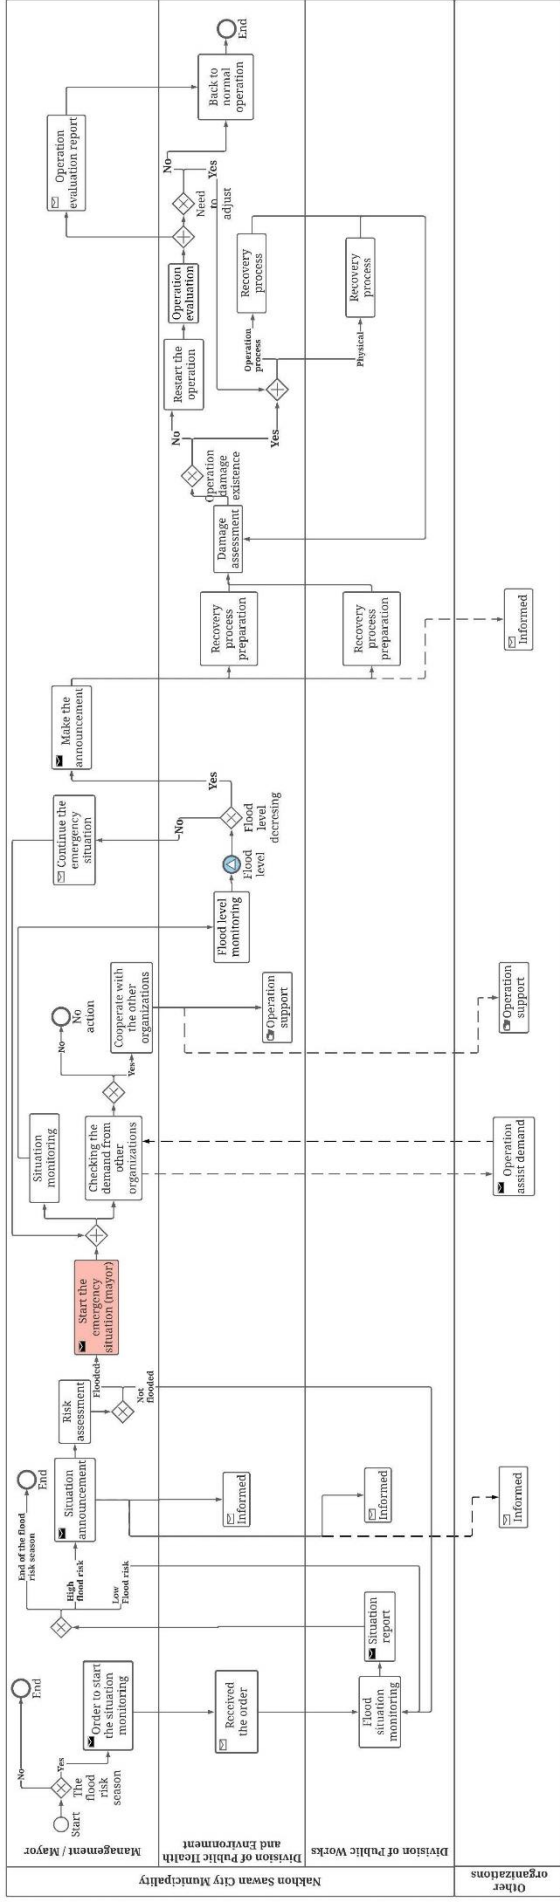 Nakhon Sawan City Municipality
Other
organizations
Management / Mayor
Division of Public Health
and Environment
Division of Public Works
Start
The
flood
risk
season
No
End
Yes
Order to start
the situation
monitoring
Received
the order
Flood
situation
monitoring
Situation
report
End of the flood
risk season
End
High
flood risk
Low
Flood risk
Situation
announcement
Informed
Informed
Informed
Risk
assessment
Flooded
Not
flooded
Start the
emergency
situation (mayor)
Situation
monitoring
Checking the
demand from
other
organizations
Operation
assist demand
No
No
action
Yes
Cooperate with
the other
organizations
Operation
support
Operation
support
Flood level
monitoring
Flood
level
Flood
level
decresing
No
Continue the
emergency
situation
Yes
Make the
announcement
Recovery
process
preparation
Recovery
process
preparation
Informed
Damage
assessment
Operation
damage
existence
No
Yes
Restart the
operation
Operation
process
Physical
Recovery
process
Recovery
process
Operation
evaluation
Need
to
adjust
No
Yes
Operation
evaluation report
Back to
normal
operation
End